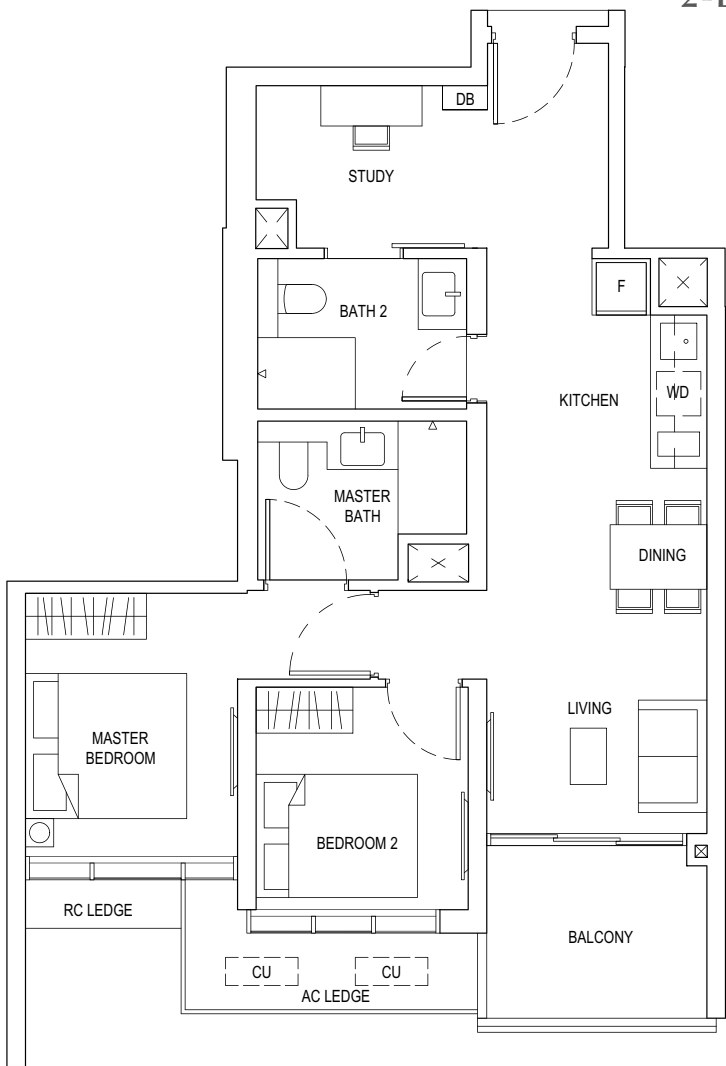 DB
STUDY
BATH 2
F
KITCHEN
WD
MASTER
BATH
DINING
LIVING
MASTER
BEDROOM
BEDROOM 2
RC LEDGE
BALCONY
CU
CU
AC LEDGE